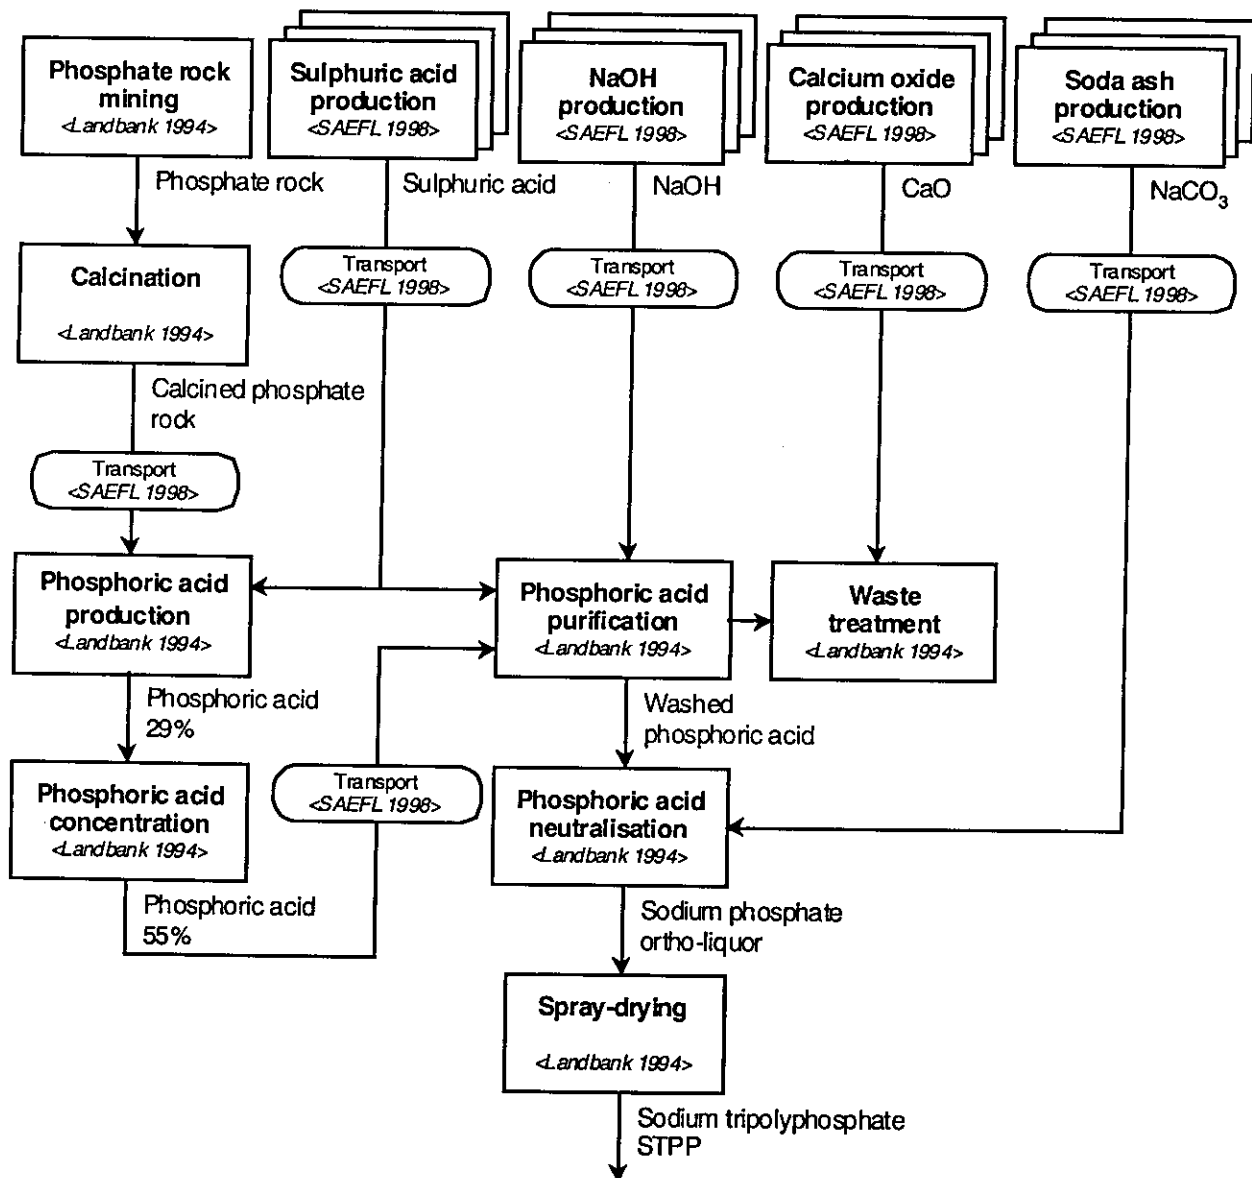 Phosphate rock
mining
<Landbank 1994>
Sulphuric acid
production
<SAEFL 1998>
NaOH
production
<SAEFL 1998>
Calcium oxide
production
<SAEFL 1998>
Soda ash
production
<SAEFL 1998>
Phosphate rock
Sulphuric acid
NaOH
CaO
NaCO₃
Calcination
<Landbank 1994>
Transport
<SAEFL 1998>
Transport
<SAEFL 1998>
Transport
<SAEFL 1998>
Transport
<SAEFL 1998>
Calcined phosphate
rock
Transport
<SAEFL 1998>
Phosphoric acid
production
<Landbank 1994>
Phosphoric acid
purification
<Landbank 1994>
Waste
treatment
<Landbank 1994>
Phosphoric acid
29%
Washed
phosphoric acid
Phosphoric acid
concentration
<Landbank 1994>
Transport
<SAEFL 1998>
Phosphoric acid
neutralisation
<Landbank 1994>
Phosphoric acid
55%
Sodium phosphate
ortho-liquor
Spray-drying
<Landbank 1994>
Sodium tripolyphosphate
STPP